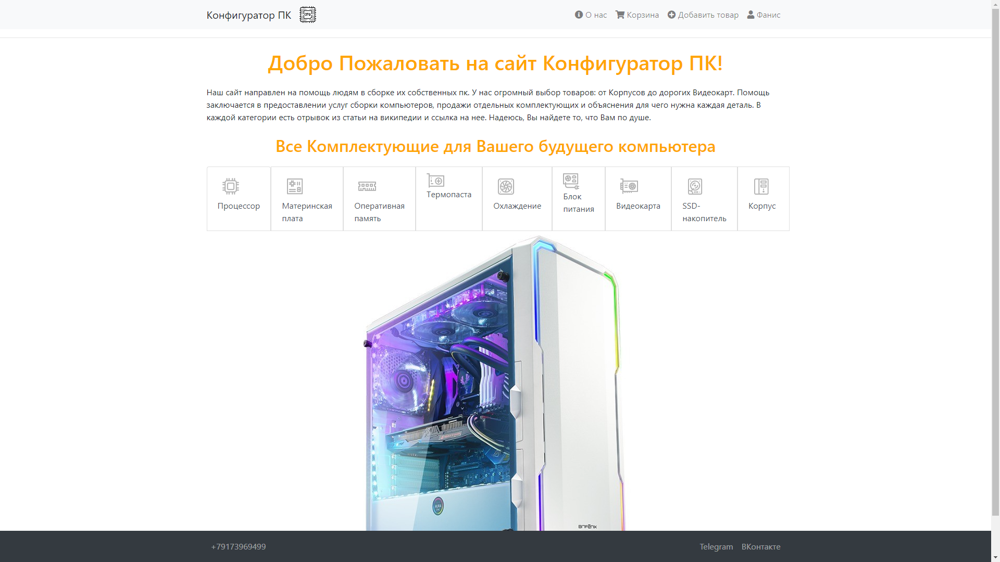 Конфигуратор ПК
CPU
О нас
Корзина
Добавить товар
Фанис
Добро Пожаловать на сайт Конфигуратор ПК!
Наш сайт направлен на помощь людям в сборке их собственных пк. У нас огромный выбор товаров: от Корпусов до дорогих Видеокарт. Помощь
заключается в предоставлении услуг сборки компьютеров, продажи отдельных комплектующих и объяснения для чего нужна каждая деталь. В
каждой категории есть отрывок из статьи на википедии и ссылка на нее. Надеюсь, Вы найдете то, что Вам по душе.
Все Комплектующие для Вашего будущего компьютера
Процессор
Материнская
плата
Оперативная
память
Термопаста
Охлаждение
Блок
питания
Видеокарта
SSD-
накопитель
Корпус
AURA
BITFENIX
+79173969499
Telegram
ВКонтакте